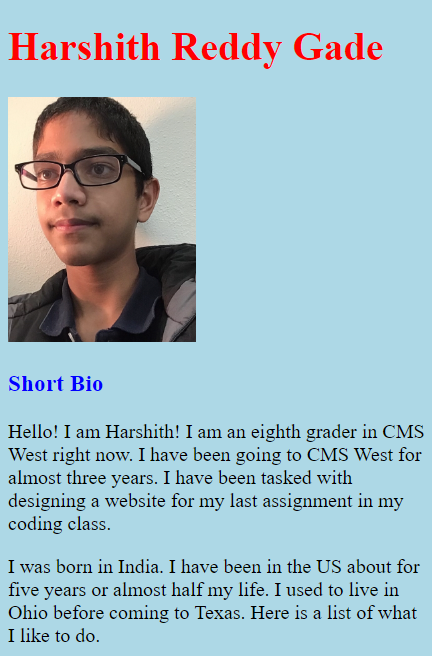 Harshith Reddy Gade
Short Bio
Hello! I am Harshith! I am an eighth grader in CMS
West right now. I have been going to CMS West for
almost three years. I have been tasked with
designing a website for my last assignment in my
coding class.
I was born in India. I have been in the US about for
five years or almost half my life. I used to live in
Ohio before coming to Texas. Here is a list of what
I like to do.